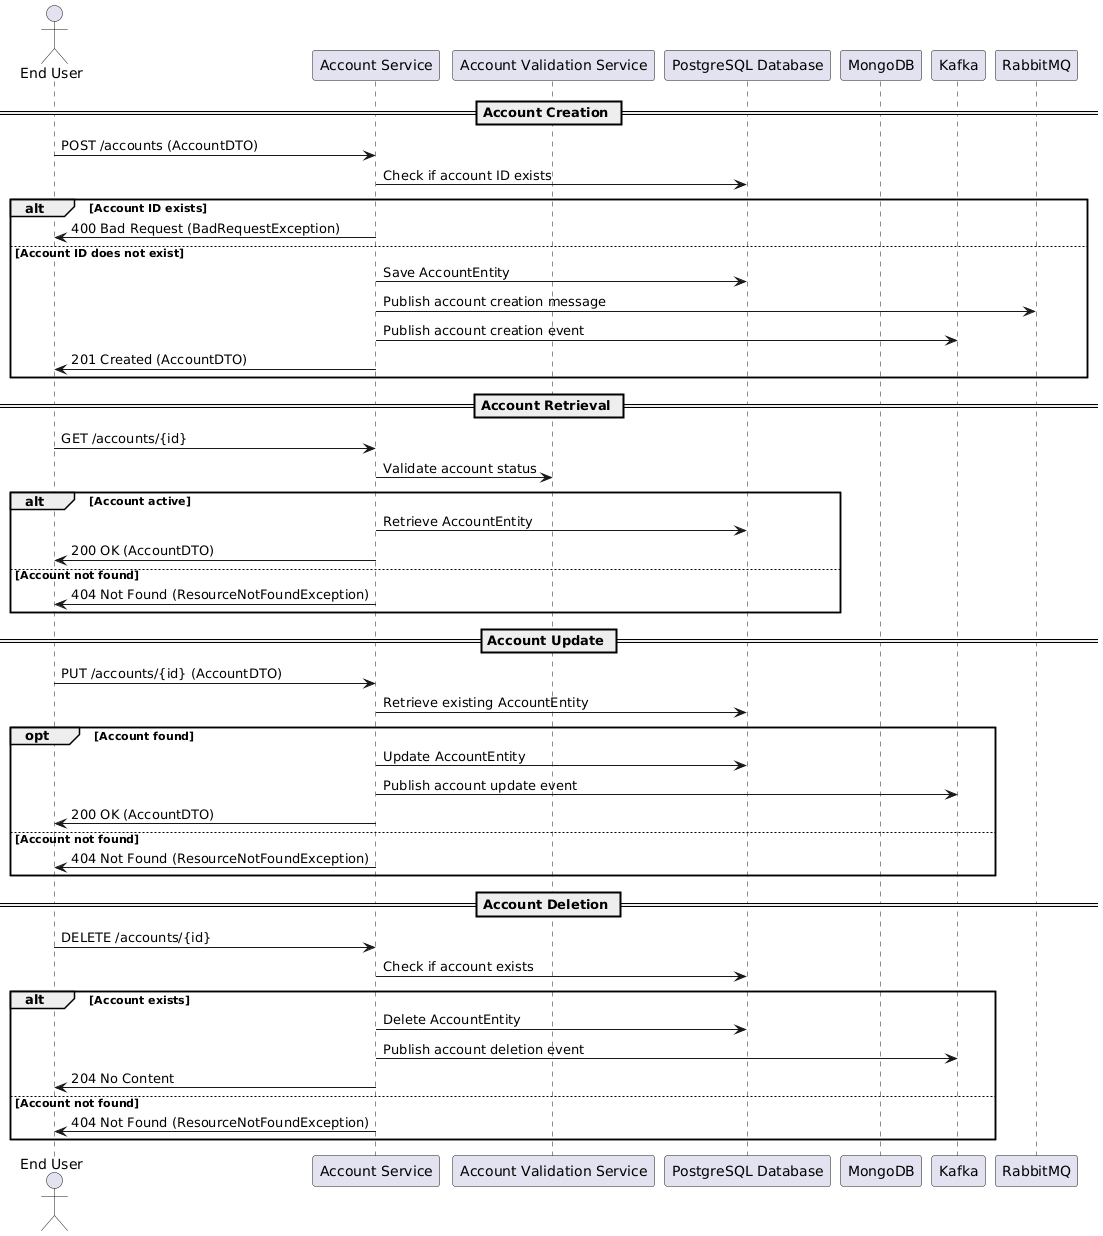 End User
Account Service
Account Validation Service
PostgreSQL Database
MongoDB
Kafka
RabbitMQ
Account Creation
POST /accounts (AccountDTO)
Check if account ID exists
alt [Account ID exists]
400 Bad Request (BadRequestException)
[Account ID does not exist]
Save AccountEntity
Publish account creation message
Publish account creation event
201 Created (AccountDTO)
Account Retrieval
GET /accounts/{id}
Validate account status
alt [Account active]
Retrieve AccountEntity
200 OK (AccountDTO)
[Account not found]
404 Not Found (ResourceNotFoundException)
Account Update
PUT /accounts/{id} (AccountDTO)
Retrieve existing AccountEntity
opt [Account found]
Update AccountEntity
Publish account update event
200 OK (AccountDTO)
[Account not found]
404 Not Found (ResourceNotFoundException)
Account Deletion
DELETE /accounts/{id}
Check if account exists
alt [Account exists]
Delete AccountEntity
Publish account deletion event
204 No Content
[Account not found]
404 Not Found (ResourceNotFoundException)
End User
Account Service
Account Validation Service
PostgreSQL Database
MongoDB
Kafka
RabbitMQ